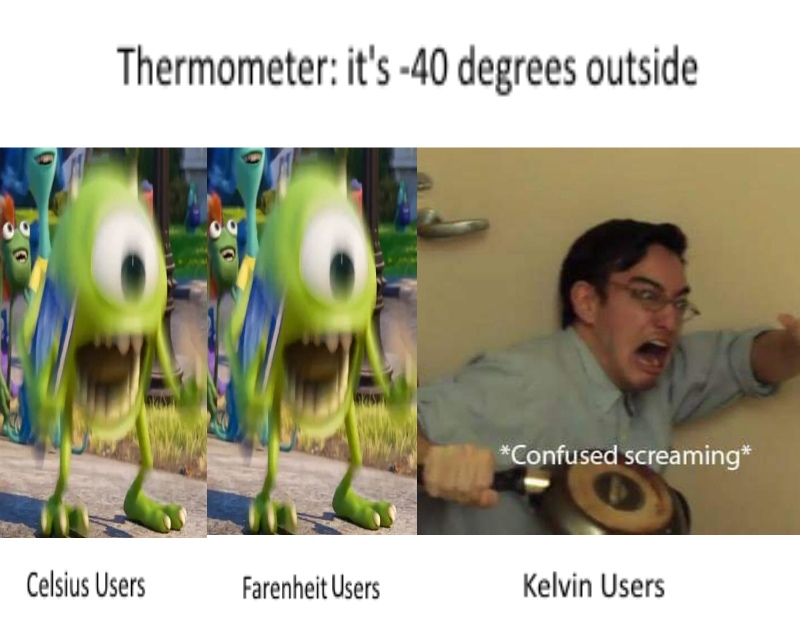 Thermometer: it's -40 degrees outside
*Confused screaming*
Celsius Users
Farenheit Users
Kelvin Users